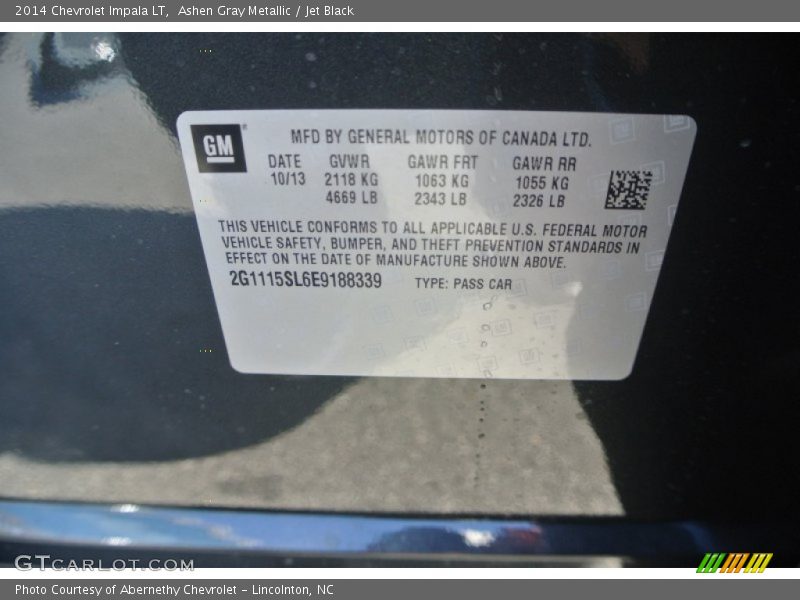 2014 Chevrolet Impala LT, Ashen Gray Metallic / Jet Black
GM
MFD BY GENERAL MOTORS OF CANADA LTD.
DATE GVWR GAWR FRT GAWR RR
10/13 2118 KG 1063 KG 1055 KG
4669 LB 2343 LB 2326 LB
THIS VEHICLE CONFORMS TO ALL APPLICABLE U.S. FEDERAL MOTOR
VEHICLE SAFETY, BUMPER, AND THEFT PREVENTION STANDARDS IN
EFFECT ON THE DATE OF MANUFACTURE SHOWN ABOVE.
2G1115SL6E9188339 TYPE: PASS CAR
GTCARLOT.COM
Photo Courtesy of Abernethy Chevrolet – Lincolnton, NC